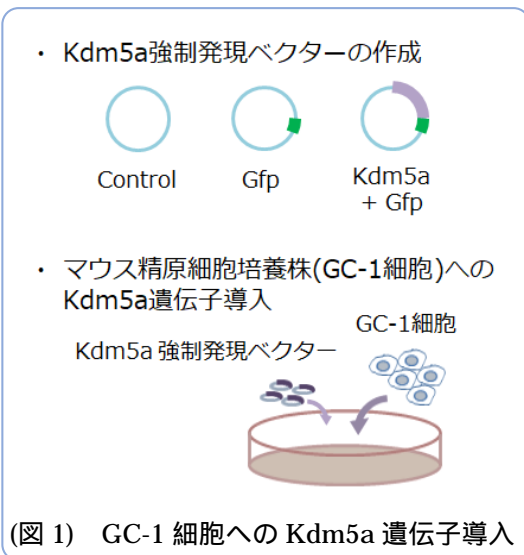 ・ Kdm5a強制発現ベクターの作成
Control
Gfp
Kdm5a
+ Gfp
・ マウス精原細胞培養株(GC-1細胞)への
Kdm5a遺伝子導入
GC-1細胞
Kdm5a 強制発現ベクター
(図 1) GC-1 細胞への Kdm5a 遺伝子導入